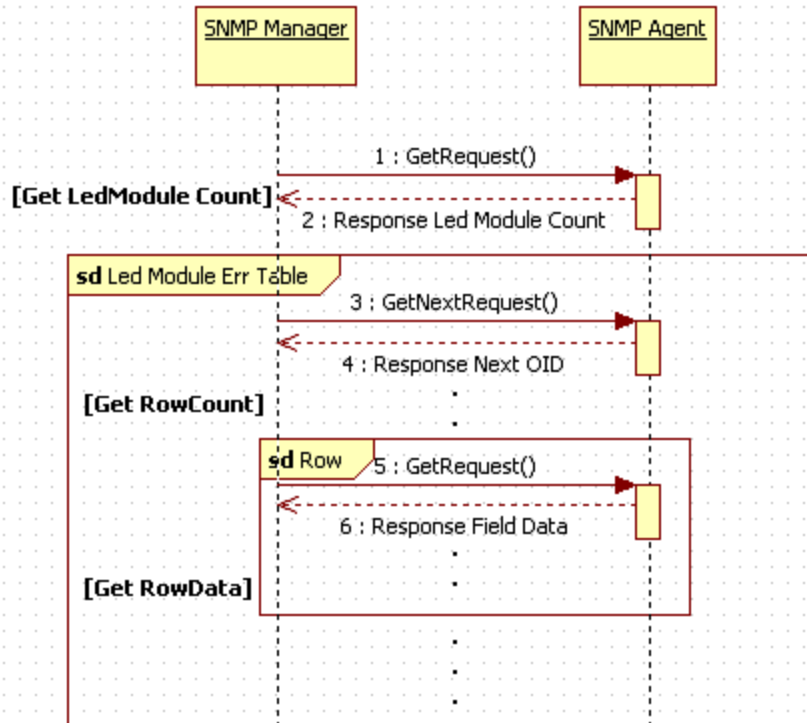 SNMP Manager
SNMP Agent
1 : GetRequest()
[Get LedModule Count]
2 : Response Led Module Count
sd Led Module Err Table
3 : GetNextRequest()
4 : Response Next OID
[Get RowCount]
sd Row
5 : GetRequest()
6 : Response Field Data
[Get RowData]